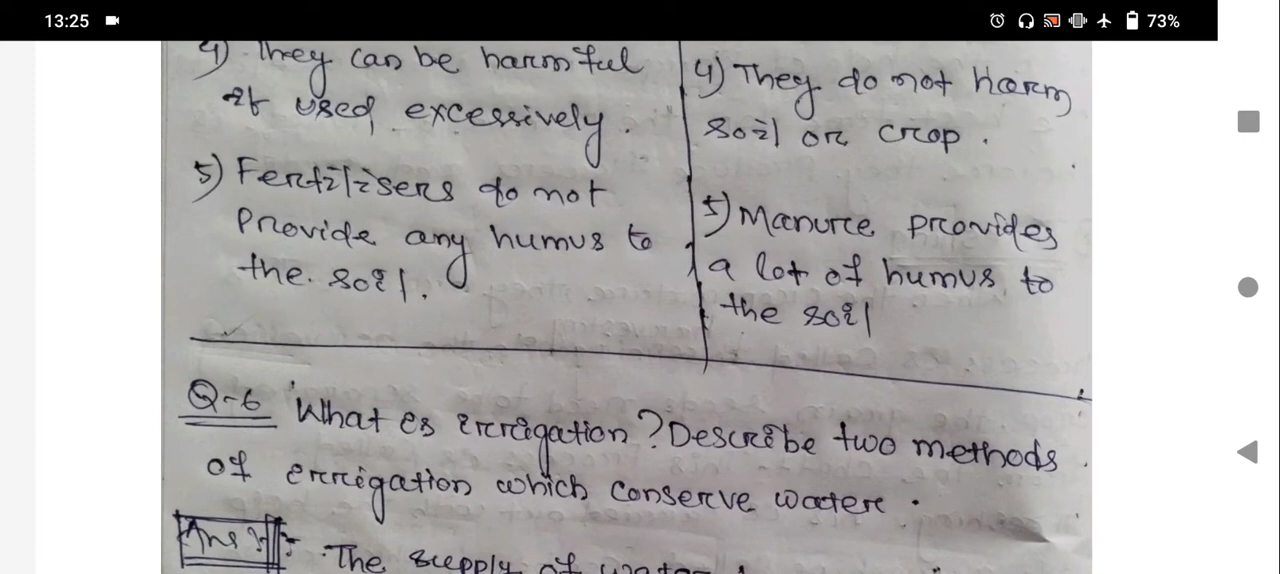 13:25
73%
4) They can be harmful
if used excessively.
4) They do not harm
soil or crop.
5) Fertilisers do not
provide any humus to
the soil.
5) Manure provides
a lot of humus to
the soil
Q-6 What is irrigation? Describe two methods
of irrigation which conserve water.
Ans :- The supply of water